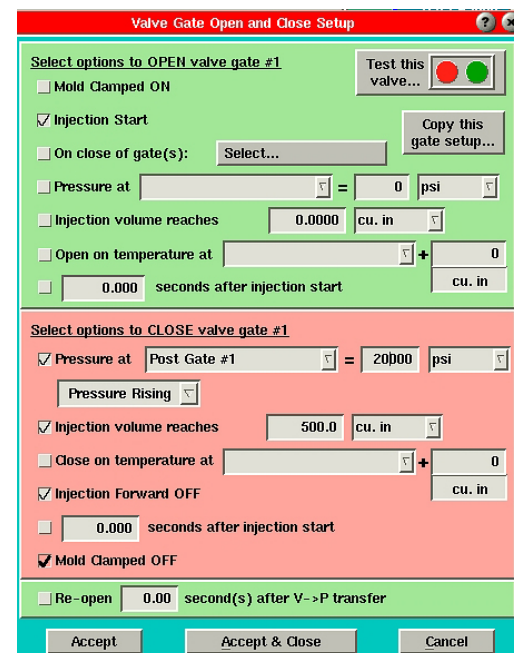 Valve Gate Open and Close Setup ?
Select options to OPEN valve gate #1
Test this valve...
Mold Clamped ON
Injection Start
Copy this gate setup...
On close of gate(s): Select...
Pressure at = 0 psi
Injection volume reaches 0.0000 cu. in
Open on temperature at + 0
cu. in
0.000 seconds after injection start
Select options to CLOSE valve gate #1
Pressure at Post Gate #1 = 20000 psi
Pressure Rising
Injection volume reaches 500.0 cu. in
Close on temperature at + 0
cu. in
Injection Forward OFF
0.000 seconds after injection start
Mold Clamped OFF
Re-open 0.00 second(s) after V->P transfer
Accept Accept & Close Cancel